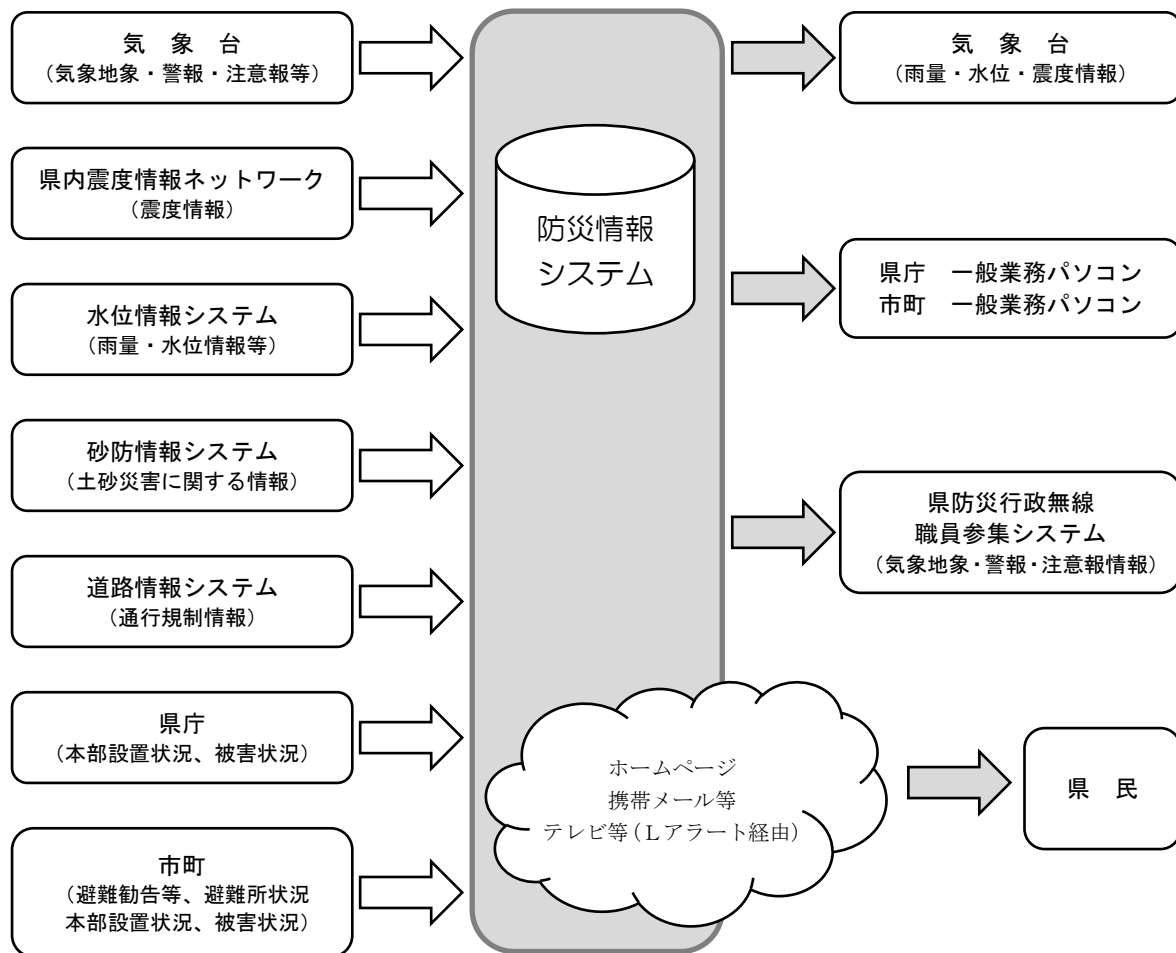 気　象　台
（気象地象・警報・注意報等）
県内震度情報ネットワーク
（震度情報）
水位情報システム
（雨量・水位情報等）
砂防情報システム
（土砂災害に関する情報）
道路情報システム
（通行規制情報）
県庁
（本部設置状況、被害状況）
市町
（避難勧告等、避難所状況
本部設置状況、被害状況）
防災情報
システム
ホームページ
携帯メール等
テレビ等（Ｌアラート経由）
気　象　台
（雨量・水位・震度情報）
県庁　一般業務パソコン
市町　一般業務パソコン
県防災行政無線
職員参集システム
（気象地象・警報・注意報情報）
県　民